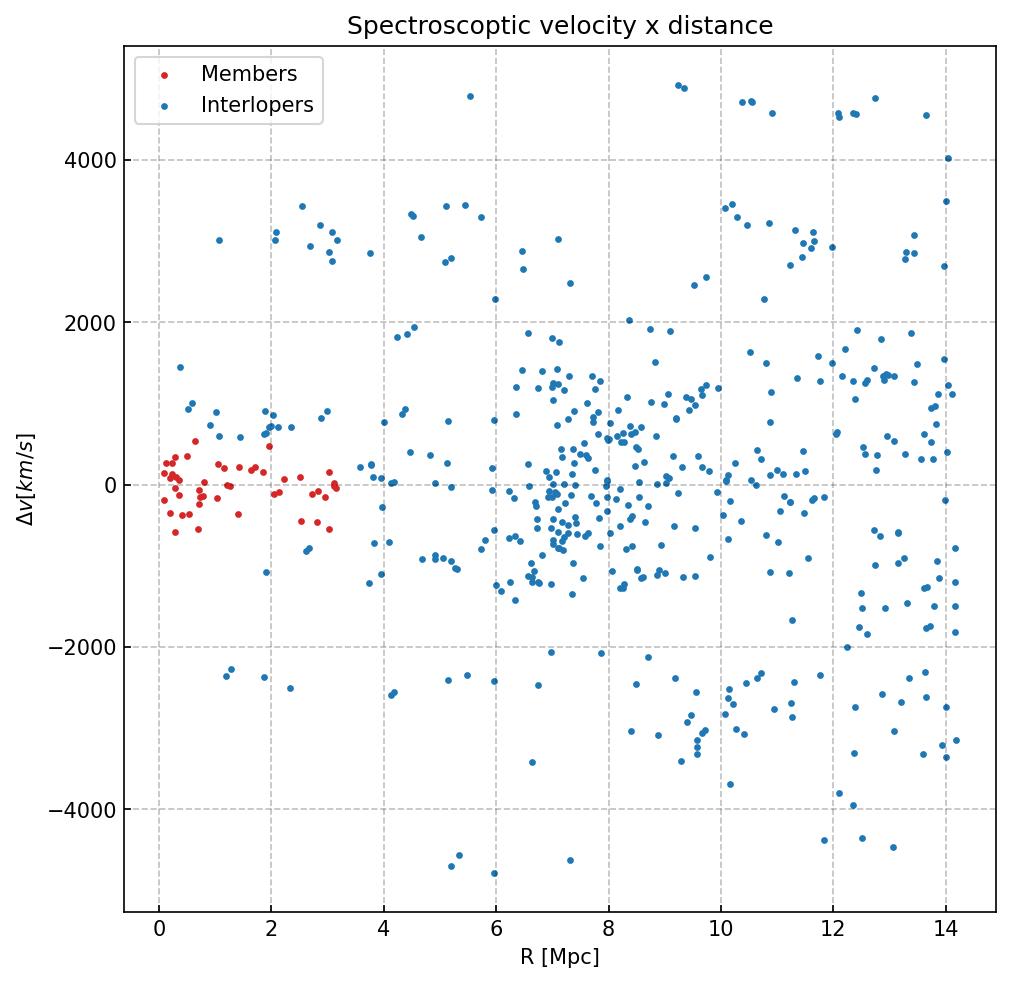 Spectroscoptic velocity x distance
Members
Interlopers
4000
2000
0
−2000
−4000
Δv[km/s]
0 2 4 6 8 10 12 14
R [Mpc]